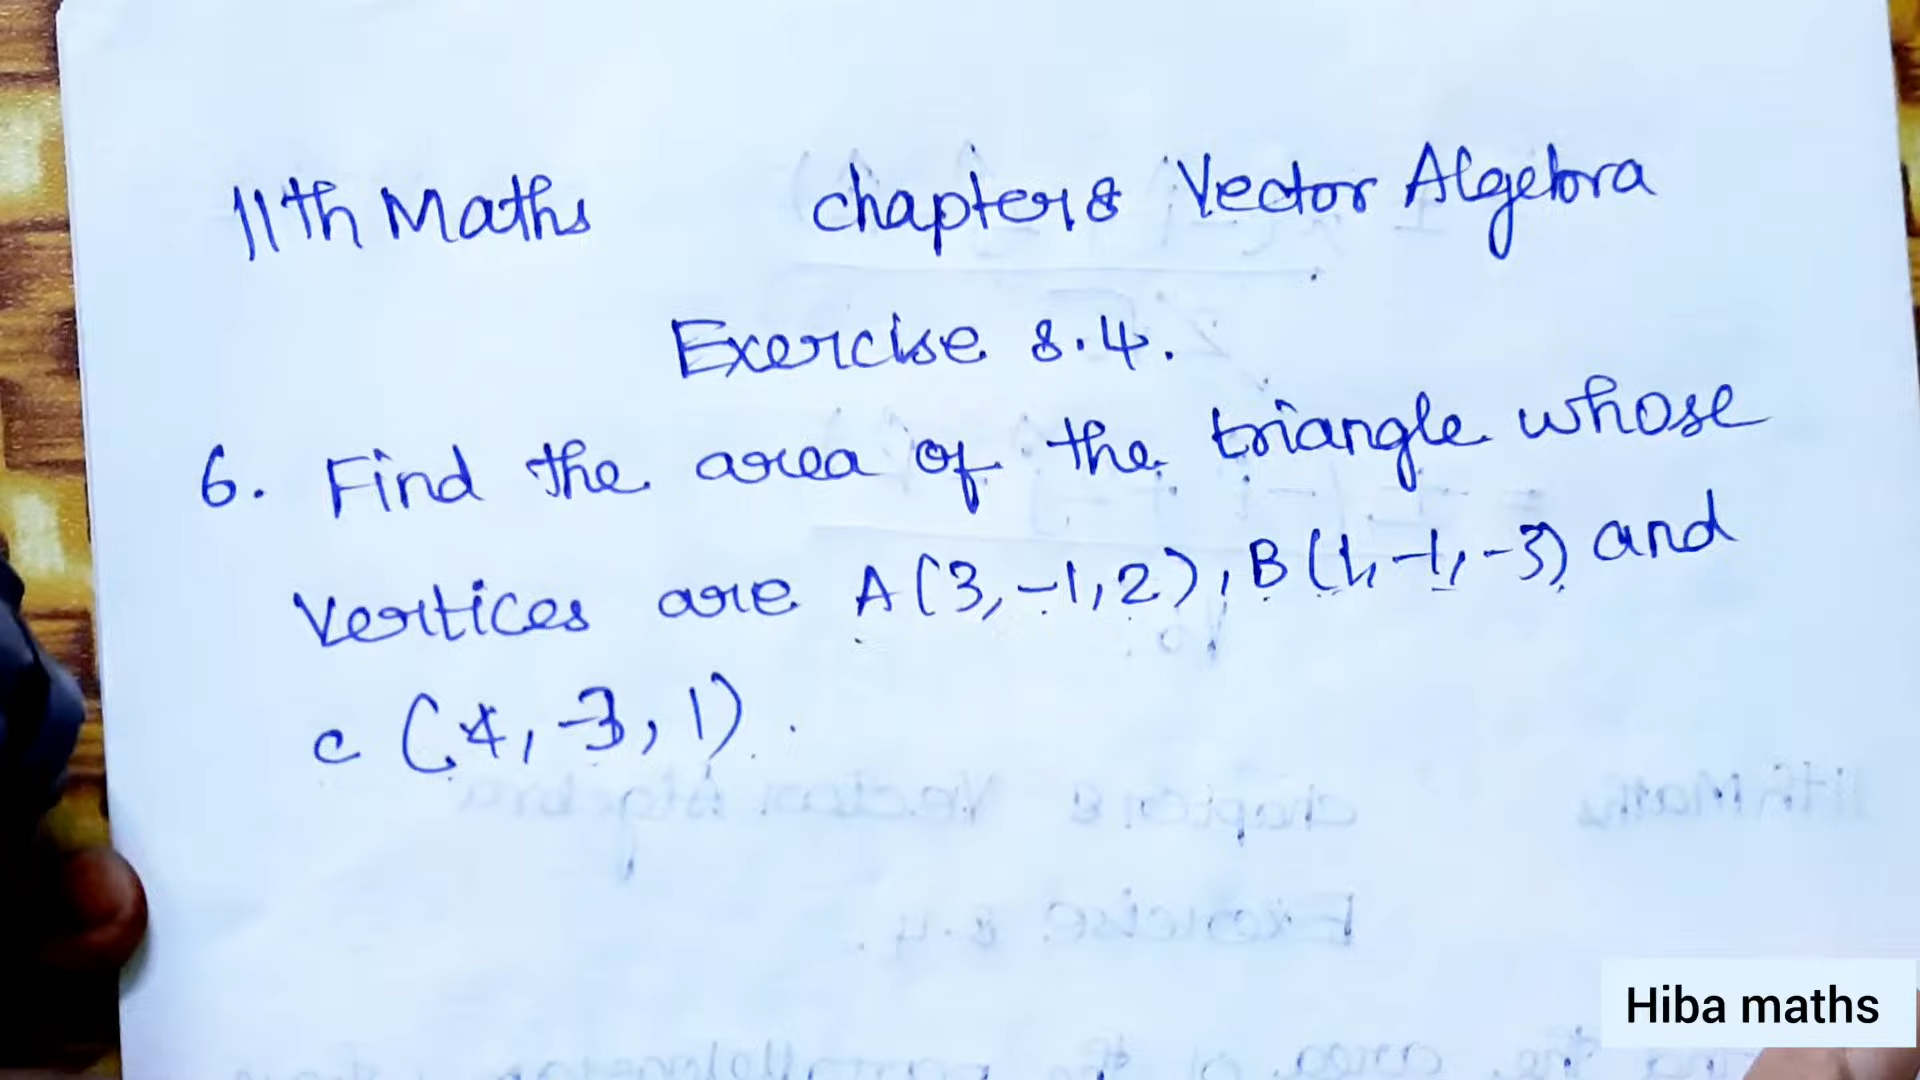 11th Maths chapter 8 Vector Algebra
Exercise 8.4.
6. Find the area of the triangle whose
vertices are A(3,-1,2), B(1,-1,-3) and
c (4,-3,1).
Hiba maths